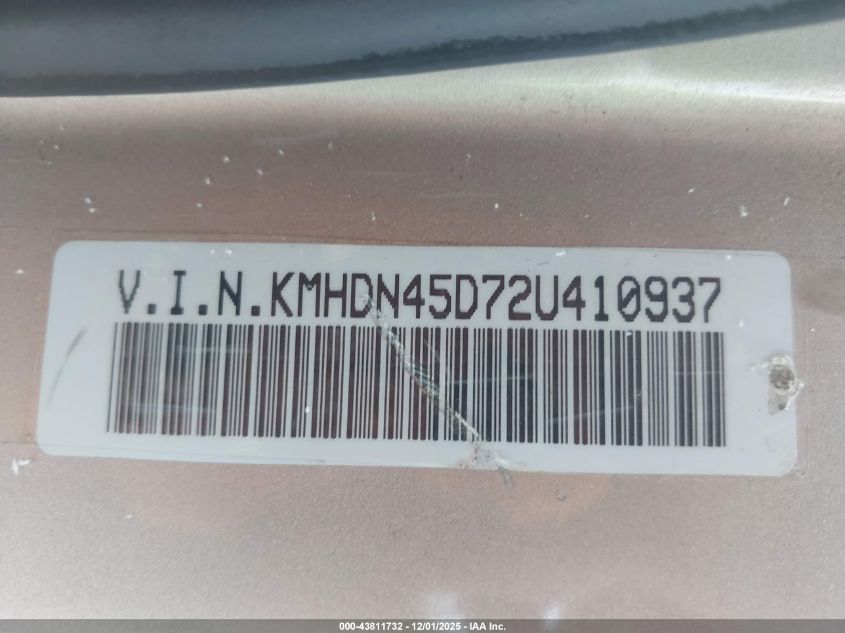 V.I.N.KMHDN45D72U410937
000-43811732 - 12/01/2025 - IAA Inc.